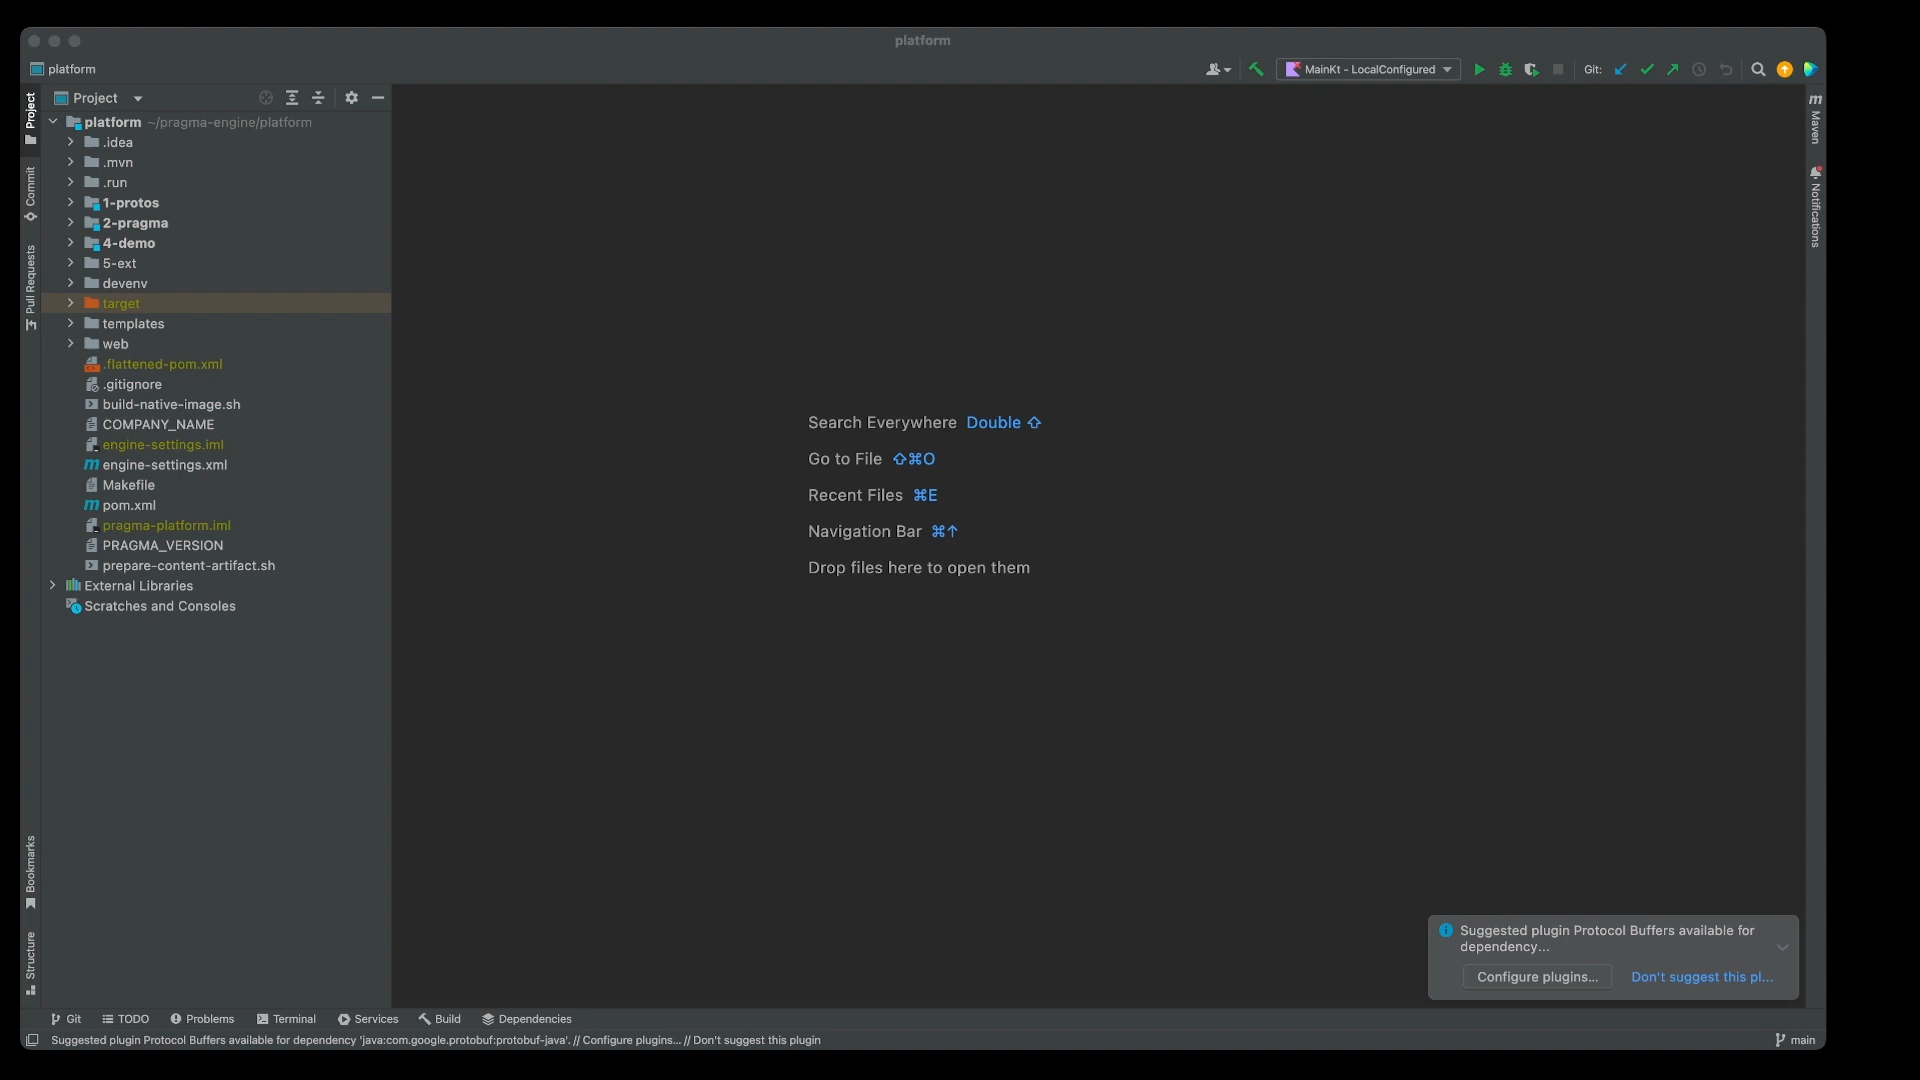 platform
platform
MainKt - LocalConfigured
Git:
Project
platform ~/pragma-engine/platform
.idea
.mvn
.run
1-protos
2-pragma
4-demo
5-ext
devenv
target
templates
web
.flattened-pom.xml
.gitignore
build-native-image.sh
COMPANY_NAME
engine-settings.iml
engine-settings.xml
Makefile
pom.xml
pragma-platform.iml
PRAGMA_VERSION
prepare-content-artifact.sh
External Libraries
Scratches and Consoles
Project
Commit
Pull Requests
Bookmarks
Structure
Search Everywhere Double ⇧
Go to File ⇧⌘O
Recent Files ⌘E
Navigation Bar ⌘↑
Drop files here to open them
Maven
Notifications
Suggested plugin Protocol Buffers available for
dependency...
Configure plugins... Don't suggest this pl...
Git TODO Problems Terminal Services Build Dependencies
Suggested plugin Protocol Buffers available for dependency 'java:com.google.protobuf:protobuf-java'. // Configure plugins... // Don't suggest this plugin
main